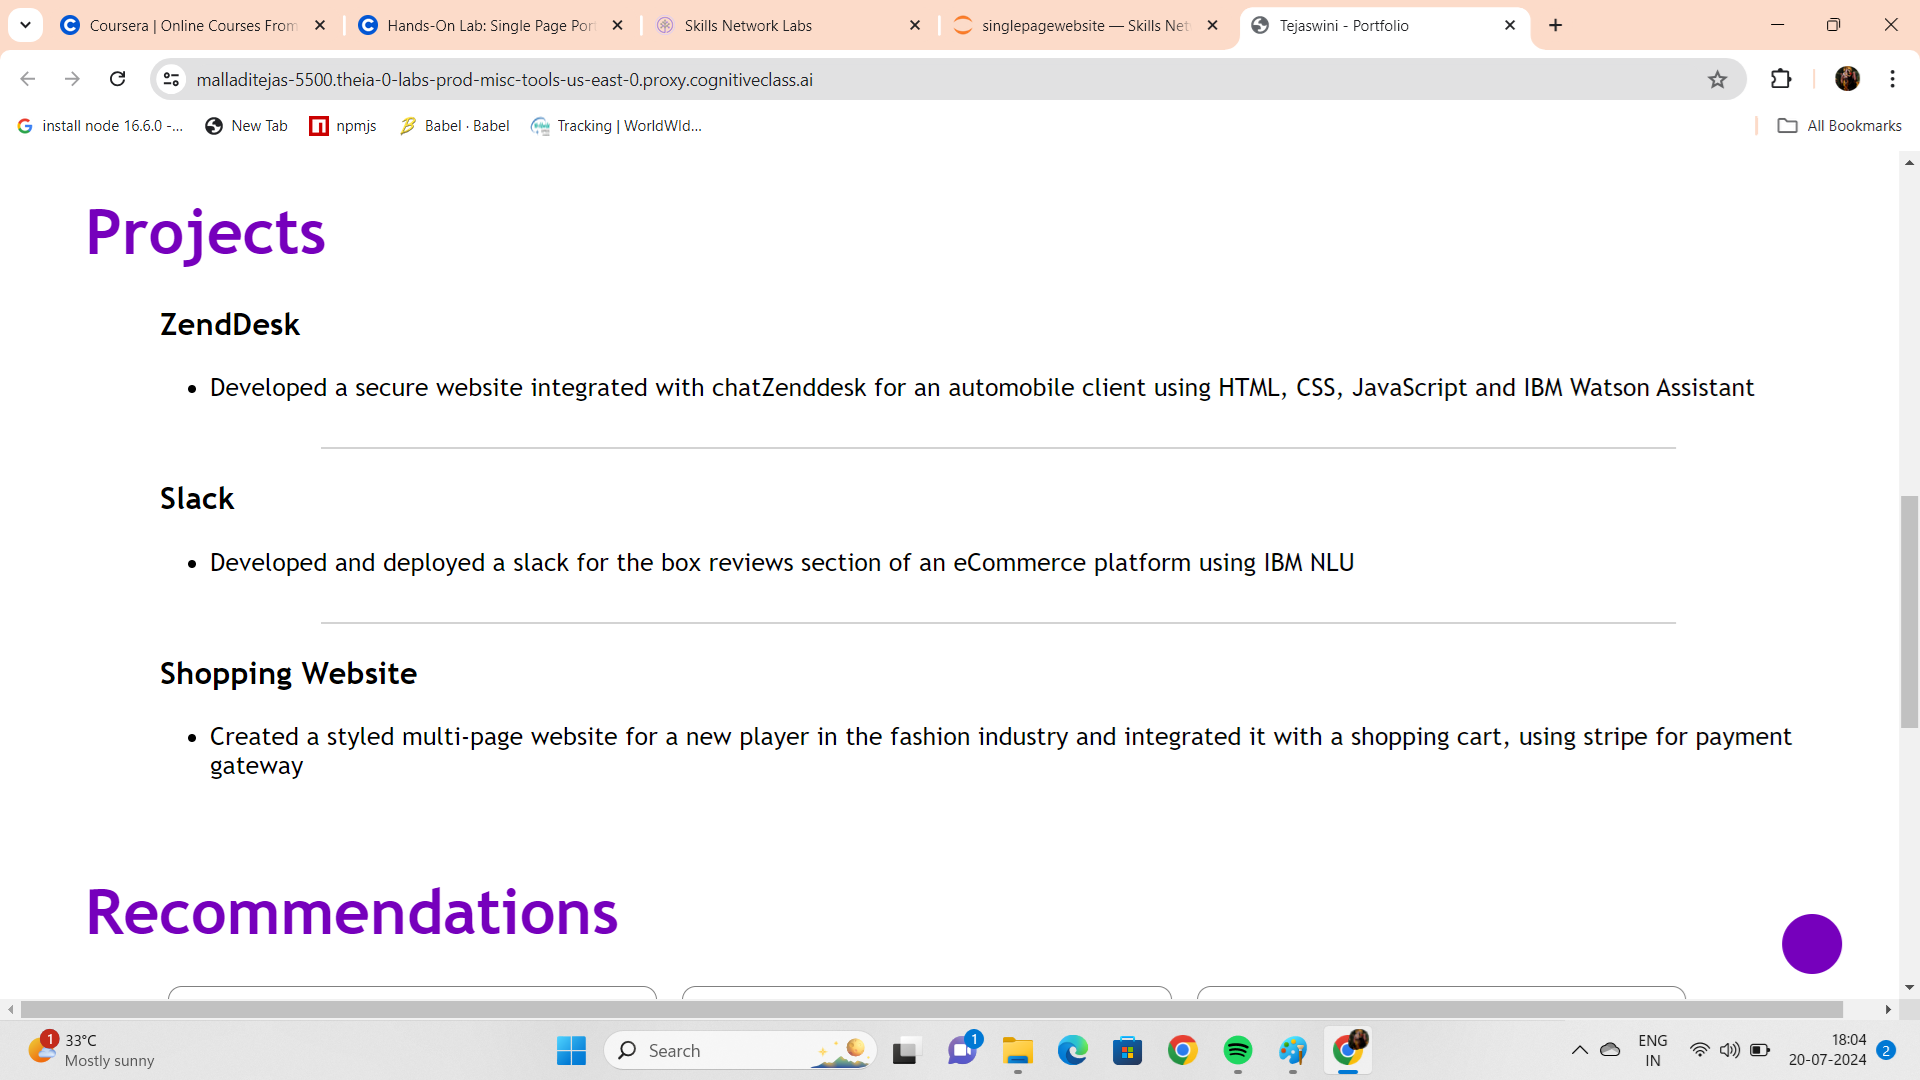 Coursera | Online Courses From
Hands-On Lab: Single Page Por
Skills Network Labs
singlepagewebsite — Skills Net
Tejaswini - Portfolio
malladitejas-5500.theia-0-labs-prod-misc-tools-us-east-0.proxy.cognitiveclass.ai
install node 16.6.0 -...
New Tab
npmjs
Babel · Babel
Tracking | WorldWId...
All Bookmarks
Projects
ZendDesk
• Developed a secure website integrated with chatZenddesk for an automobile client using HTML, CSS, JavaScript and IBM Watson Assistant
Slack
• Developed and deployed a slack for the box reviews section of an eCommerce platform using IBM NLU
Shopping Website
• Created a styled multi-page website for a new player in the fashion industry and integrated it with a shopping cart, using stripe for payment
gateway
Recommendations
1
33°C
Mostly sunny
Search
1
ENG
IN
18:04
20-07-2024
2